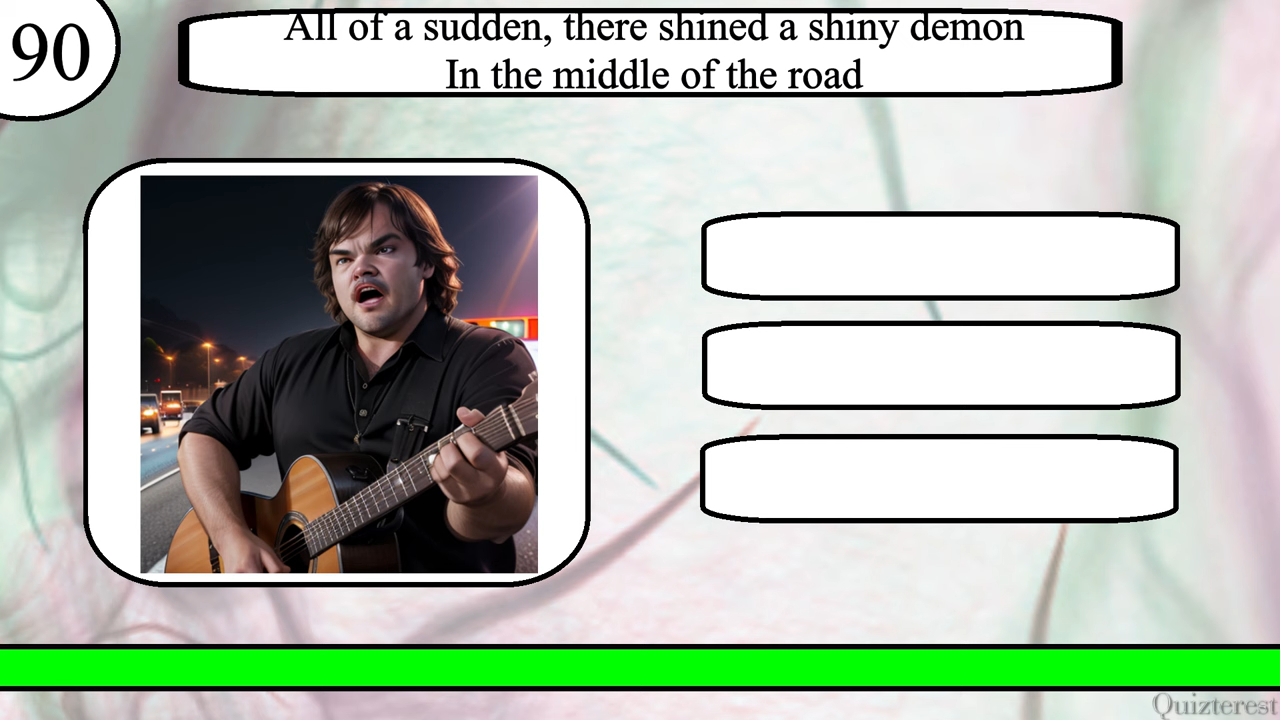 90
All of a sudden, there shined a shiny demon
In the middle of the road
Quizterest